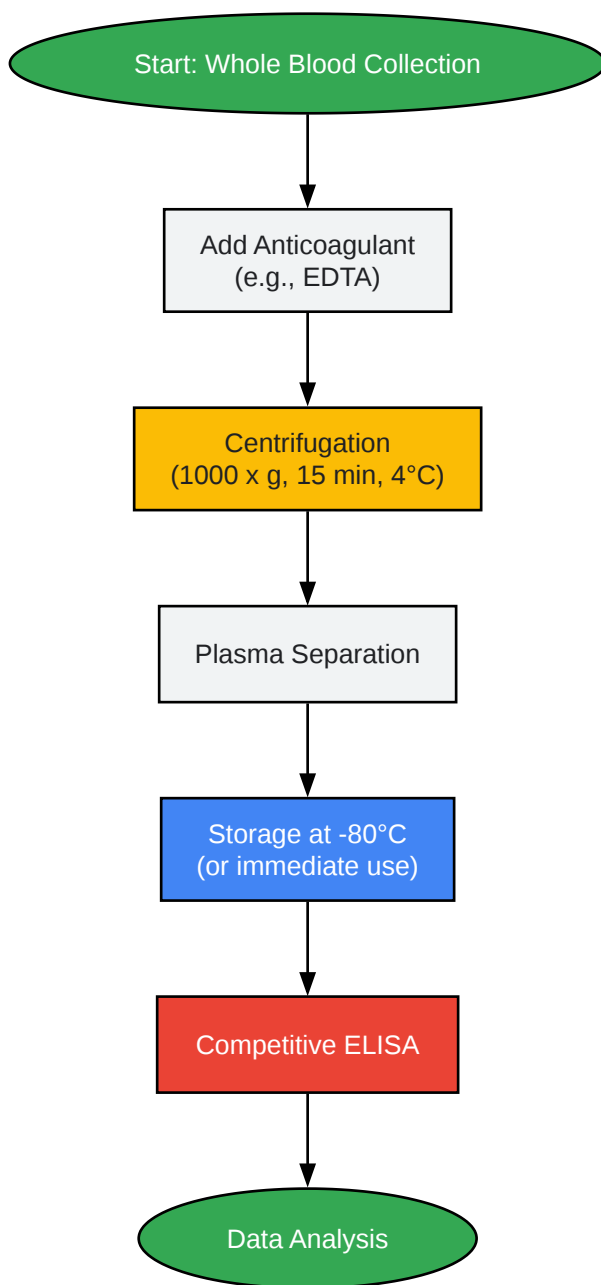 Start: Whole Blood Collection
Add Anticoagulant
(e.g., EDTA)
Centrifugation
(1000 x g, 15 min, 4°C)
Plasma Separation
Storage at -80°C
(or immediate use)
Competitive ELISA
Data Analysis